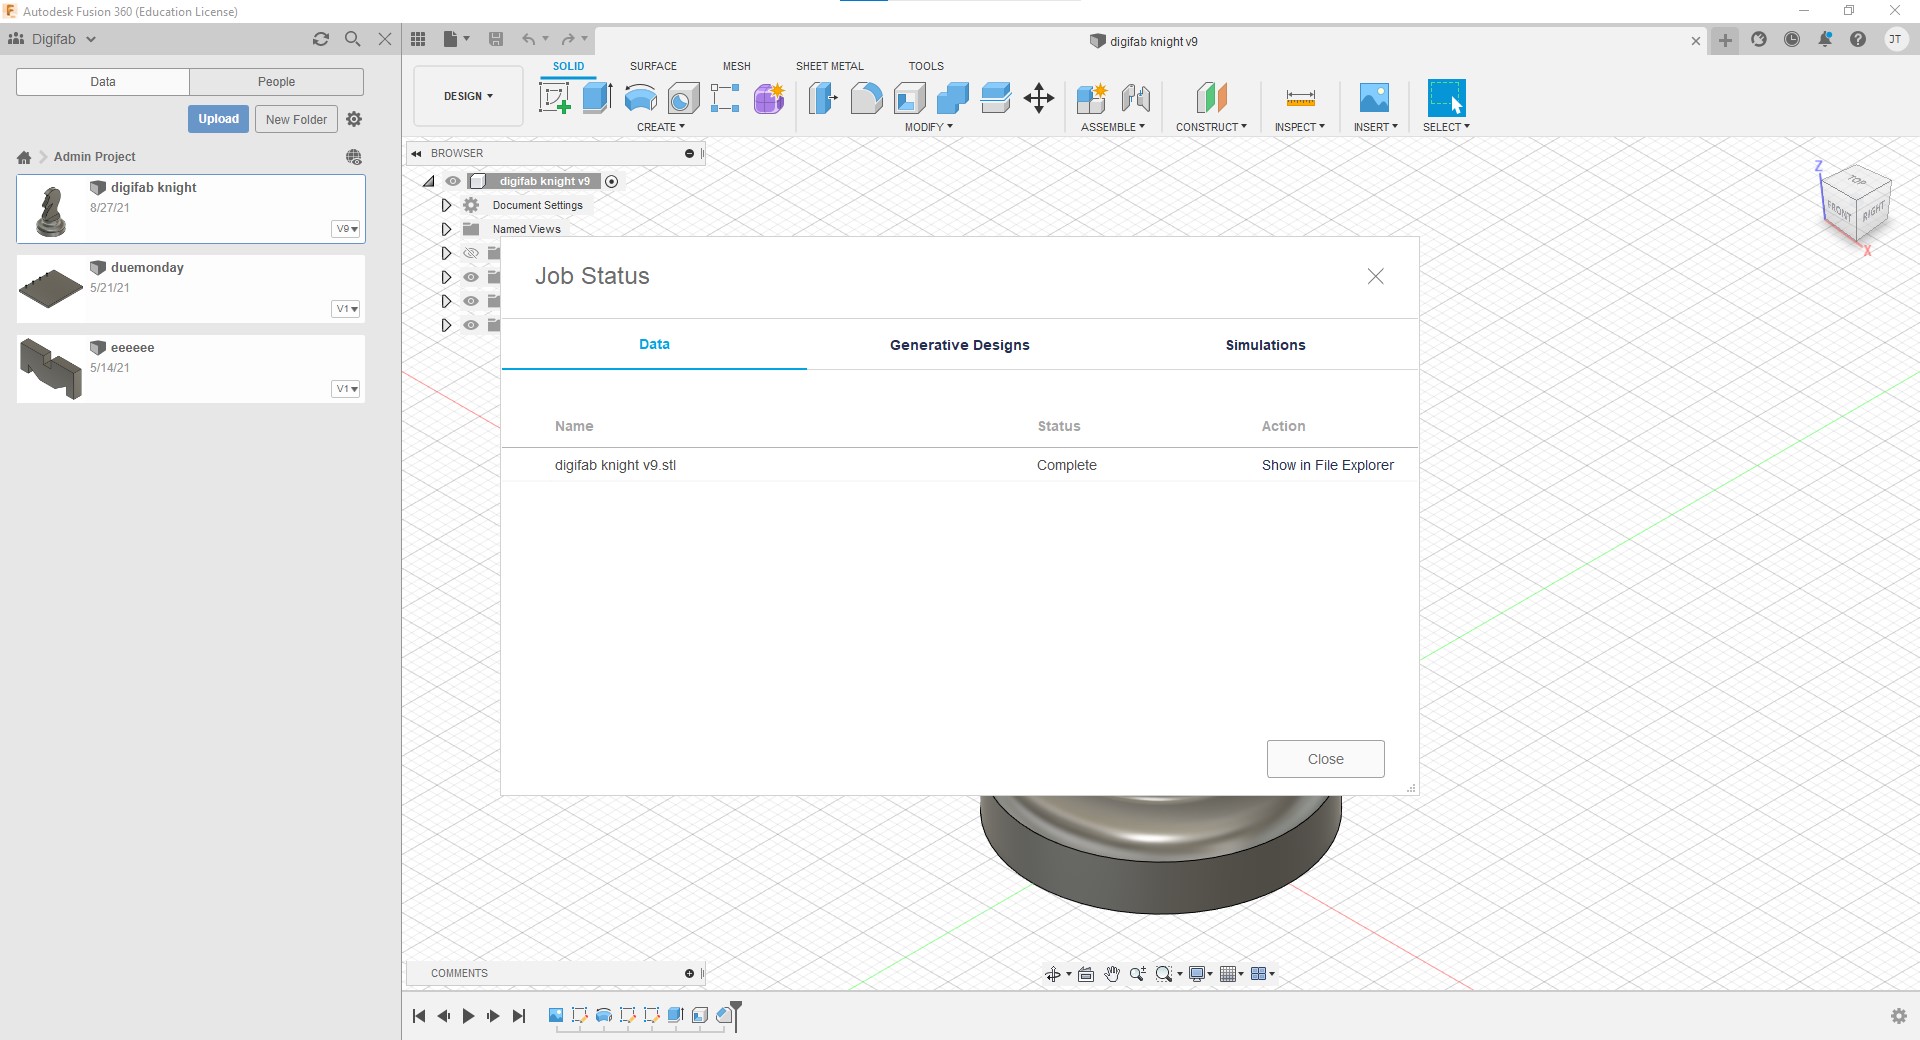 Autodesk Fusion 360 (Education License)
Digifab
digifab knight v9
JT
Data
People
Upload
New Folder
Admin Project
digifab knight
8/27/21
V9
duemonday
5/21/21
V1
eeeeee
5/14/21
V1
DESIGN
SOLID
SURFACE
MESH
SHEET METAL
TOOLS
CREATE
MODIFY
ASSEMBLE
CONSTRUCT
INSPECT
INSERT
SELECT
BROWSER
digifab knight v9
Document Settings
Named Views
Z
TOP
FRONT
RIGHT
X
Job Status
Data
Generative Designs
Simulations
Name
Status
Action
digifab knight v9.stl
Complete
Show in File Explorer
Close
COMMENTS